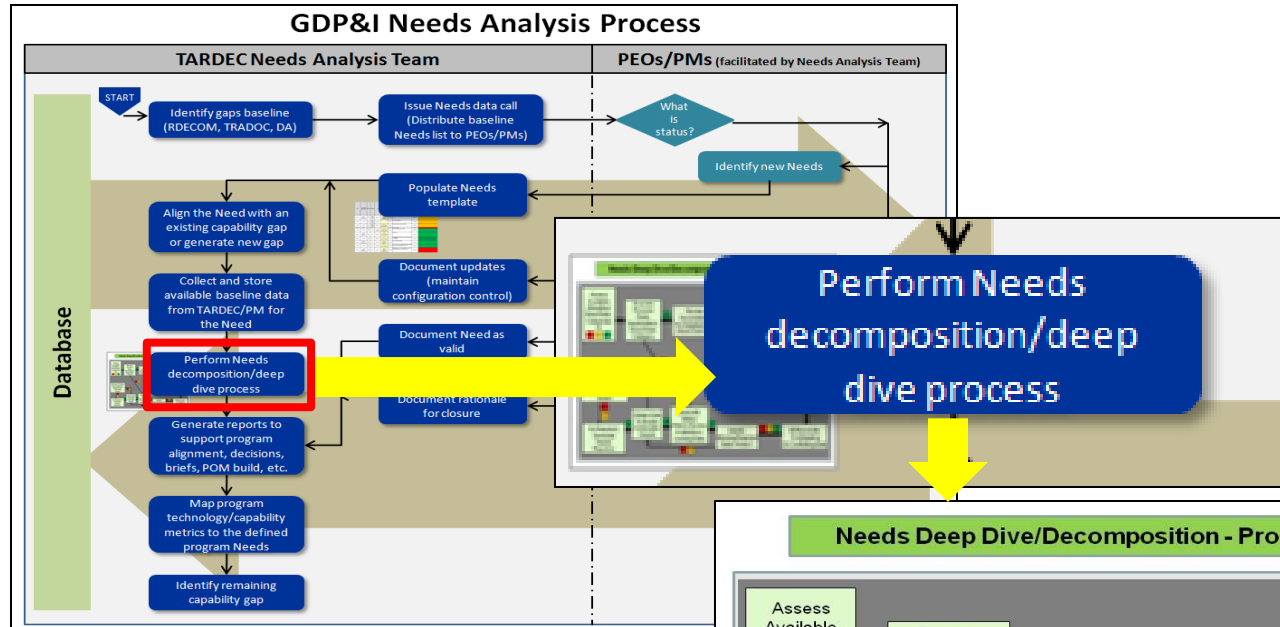 GDP&I Needs Analysis Process
TARDEC Needs Analysis Team
PEOs/PMs (facilitated by Needs Analysis Team)
Database
START
Identify gaps baseline
(RDECOM, TRADOC, DA)
Issue Needs data call
(Distribute baseline
Needs list to PEOs/PMs)
What
is
status?
Identify new Needs
Populate Needs
template
Align the Need with an
existing capability gap
or generate new gap
Document updates
(maintain
configuration control)
Collect and store
available baseline data
from TARDEC/PM for
the Need
Document Need as
valid
Perform Needs
decomposition/deep
dive process
Document rationale
for closure
Generate reports to
support program
alignment, decisions,
briefs, POM build, etc.
Map program
technology/capability
metrics to the defined
program Needs
Identify remaining
capability gap
Perform Needs
decomposition/deep
dive process
Needs Deep Dive/Decomposition - Pro
Assess
Available